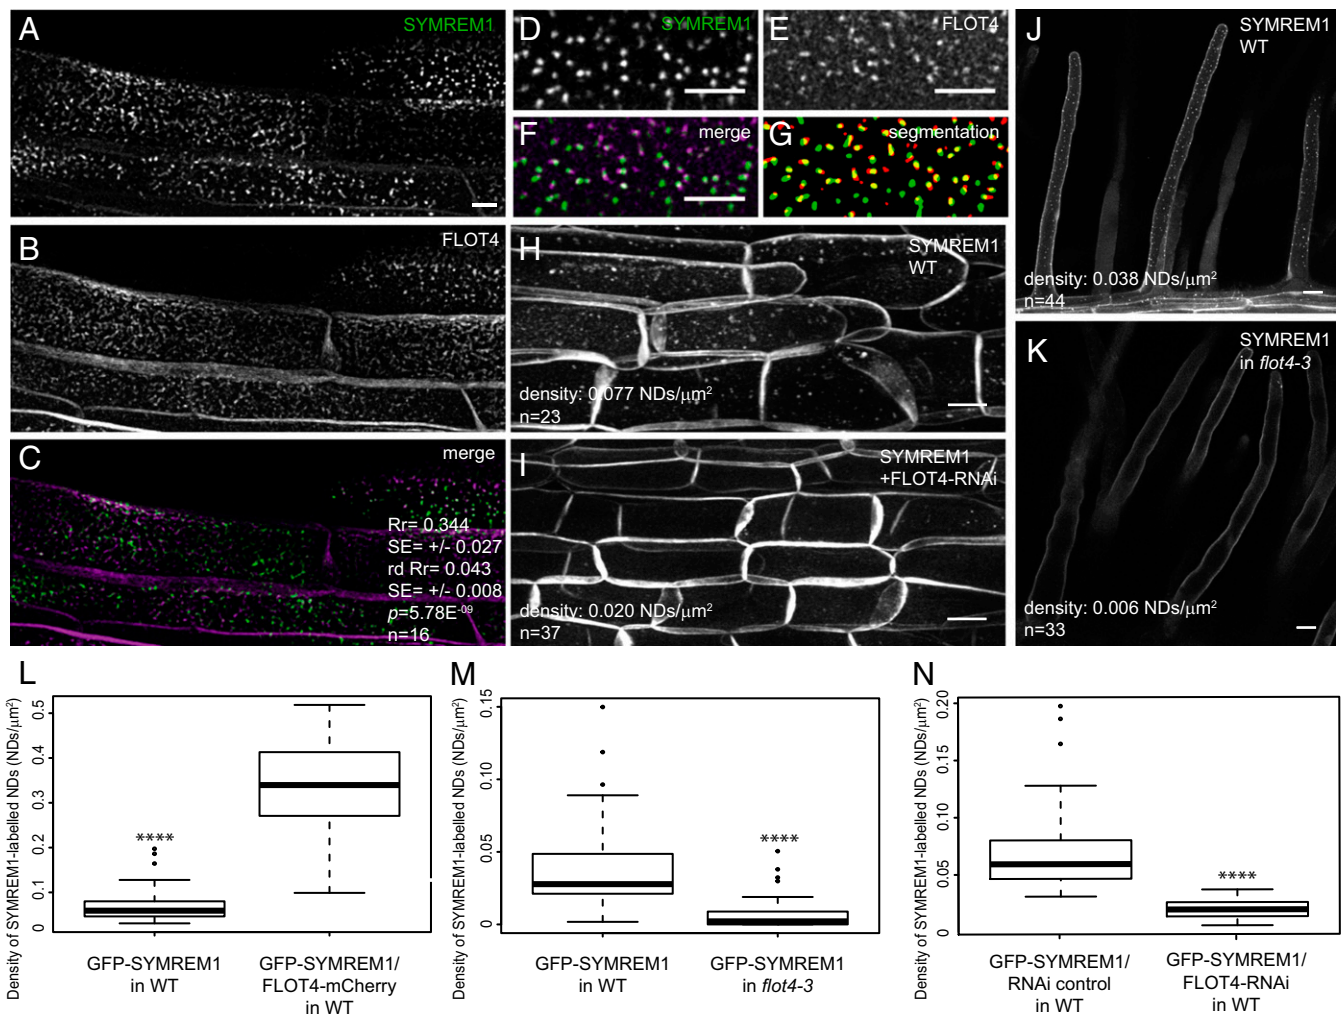 A
SYMREM1
B
FLOT4
C
merge
Rr= 0.344
SE= +/- 0.027
rd Rr= 0.043
SE= +/- 0.008
p=5.78E-09
n=16
D
SYMREM1
E
FLOT4
F
merge
G
segmentation
H
SYMREM1
WT
density: 0.077 NDs/μm²
n=23
I
SYMREM1
+FLOT4-RNAi
density: 0.020 NDs/μm²
n=37
J
SYMREM1
WT
density: 0.038 NDs/μm²
n=44
K
SYMREM1
in flot4-3
density: 0.006 NDs/μm²
n=33
L
Density of SYMREM1-labelled NDs (NDs/μm²)
0.5
0.4
0.3
0.2
0.1
0
****
GFP-SYMREM1
in WT
GFP-SYMREM1/
FLOT4-mCherry
in WT
M
Density of SYMREM1-labelled NDs (NDs/μm²)
0.15
0.10
0.05
0
****
GFP-SYMREM1
in WT
GFP-SYMREM1
in flot4-3
N
Density of SYMREM1-labelled NDs (NDs/μm²)
0.20
0.15
0.10
0.05
0
****
GFP-SYMREM1/
RNAi control
in WT
GFP-SYMREM1/
FLOT4-RNAi
in WT